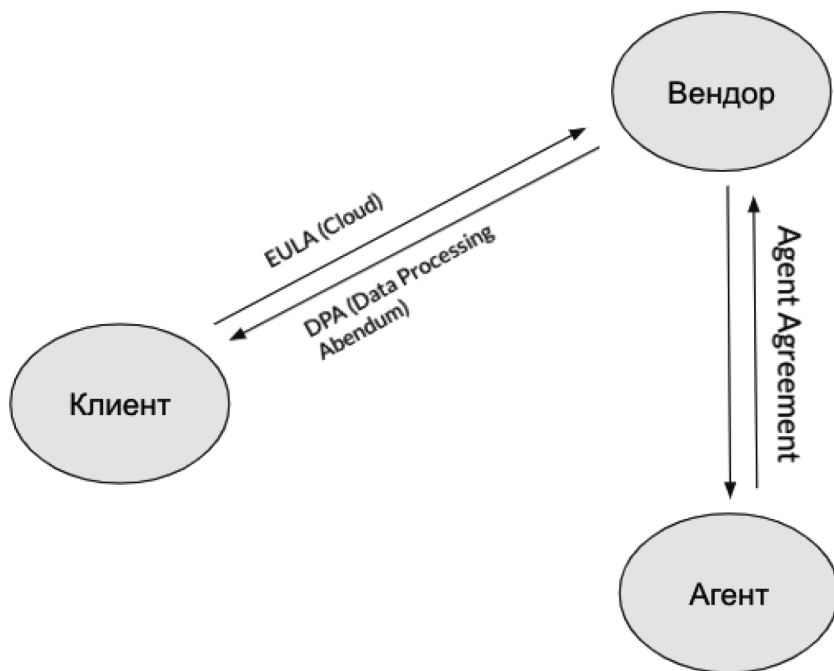 Вендор
EULA (Cloud)
DPA (Data Processing
Abendum)
Agent Agreement
Клиент
Агент